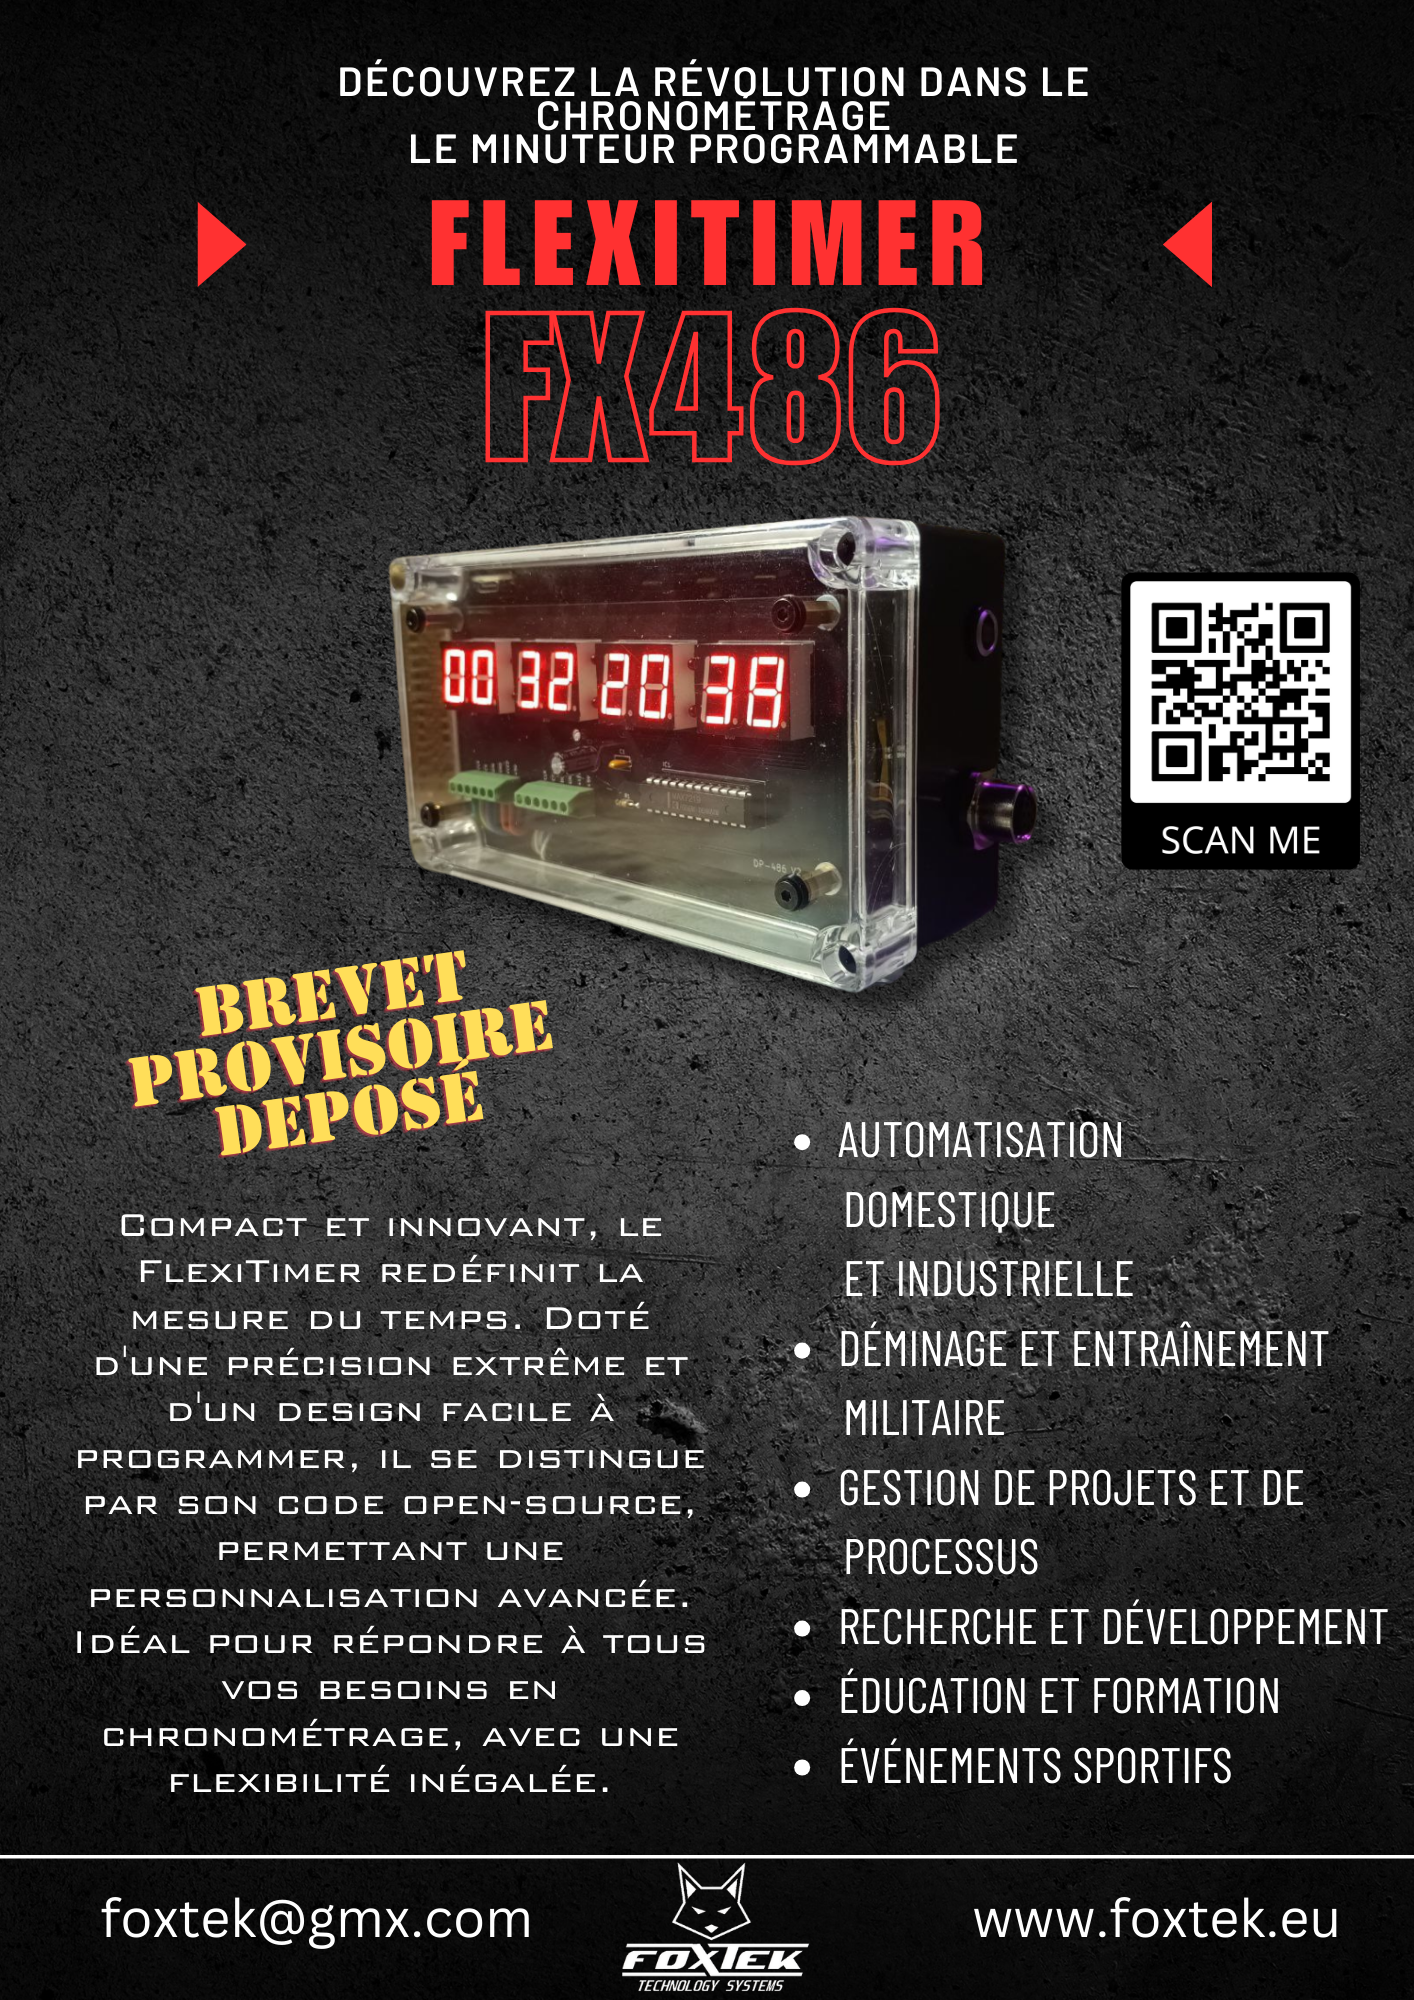 DÉCOUVREZ LA RÉVOLUTION DANS LE
CHRONOMÉTRAGE
LE MINUTEUR PROGRAMMABLE
FLEXITIMER
FX486
00 32 20 38
DP-486 V2
SCAN ME
BREVET
PROVISOIRE
DEPOSÉ
COMPACT ET INNOVANT, LE
FLEXITIMER REDÉFINIT LA
MESURE DU TEMPS. DOTÉ
D'UNE PRÉCISION EXTRÊME ET
D'UN DESIGN FACILE À
PROGRAMMER, IL SE DISTINGUE
PAR SON CODE OPEN-SOURCE,
PERMETTANT UNE
PERSONNALISATION AVANCÉE.
IDÉAL POUR RÉPONDRE À TOUS
VOS BESOINS EN
CHRONOMÉTRAGE, AVEC UNE
FLEXIBILITÉ INÉGALÉE.
• AUTOMATISATION
DOMESTIQUE
ET INDUSTRIELLE
• DÉMINAGE ET ENTRAÎNEMENT
MILITAIRE
• GESTION DE PROJETS ET DE
PROCESSUS
• RECHERCHE ET DÉVELOPPEMENT
• ÉDUCATION ET FORMATION
• ÉVÉNEMENTS SPORTIFS
foxtek@gmx.com
FOXTEK
TECHNOLOGY SYSTEMS
www.foxtek.eu